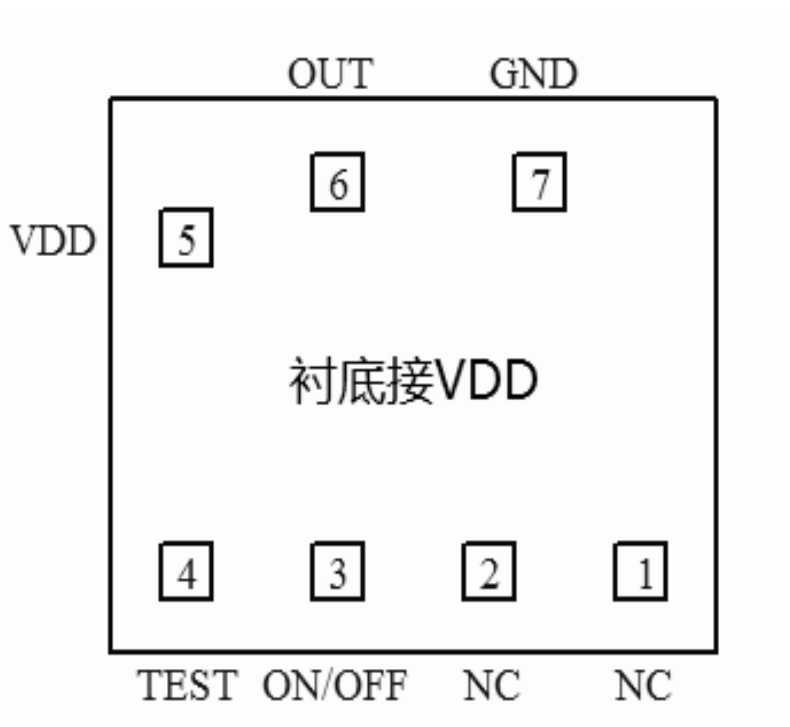 OUT GND
6 7
VDD 5
衬底接VDD
4 3 2 1
TEST ON/OFF NC NC